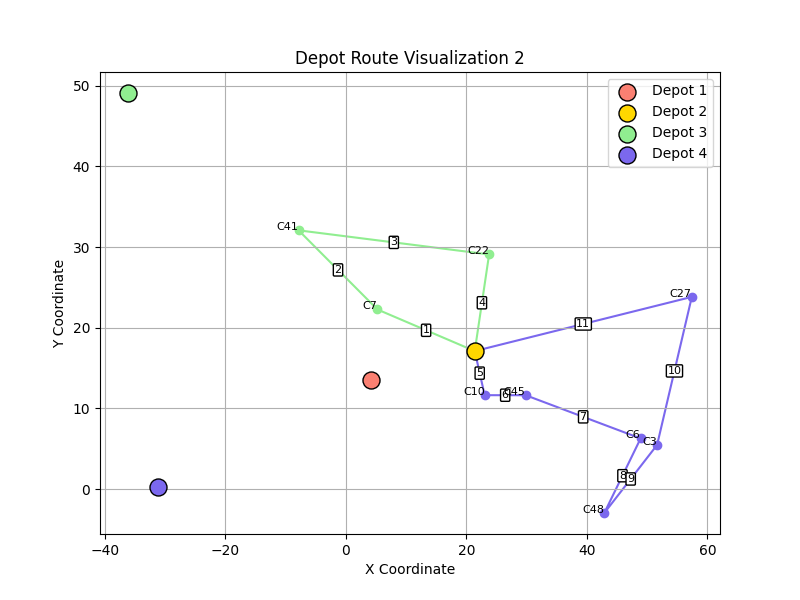 Depot Route Visualization 2
Depot 1
Depot 2
Depot 3
Depot 4
Y Coordinate
50
40
30
20
10
0
C41
3
C22
2
4
C7
1
C27
11
5
10
C10
6
C45
7
C6
C3
8
9
C48
−40
−20
0
20
40
60
X Coordinate